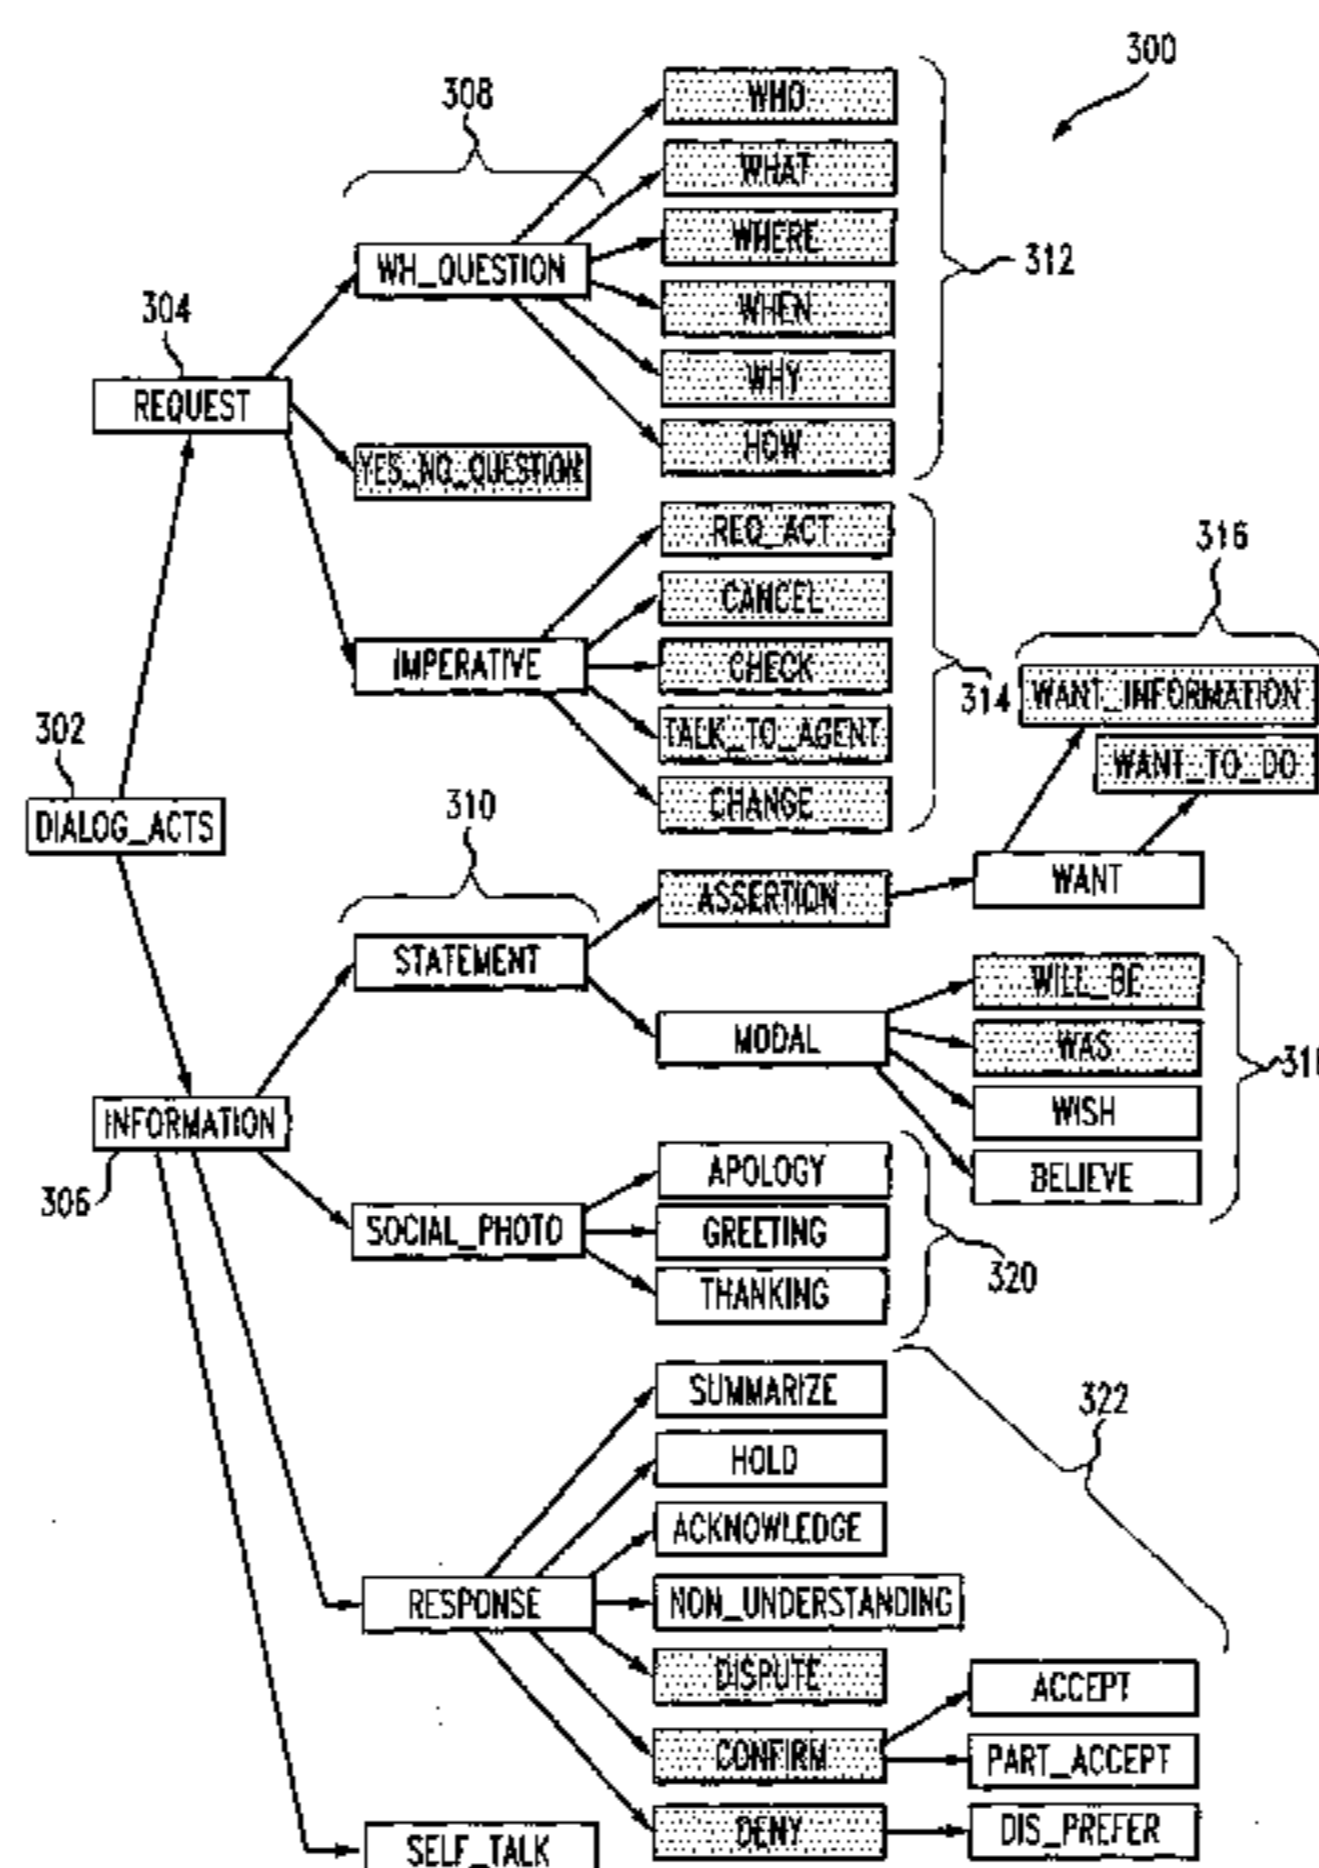 300
308
WHO
WHAT
WHERE
WHEN
WHY
HOW
312
WH_QUESTION
304
REQUEST
YES_NO_QUESTION
REQ_ACT
CANCEL
CHECK
TALK_TO_AGENT
CHANGE
314
IMPERATIVE
316
WANT_INFORMATION
WANT_TO_DO
302
DIALOG_ACTS
310
ASSERTION
WANT
STATEMENT
MODAL
WILL_BE
WAS
WISH
BELIEVE
INFORMATION
306
SOCIAL_PHOTO
APOLOGY
GREETING
THANKING
320
322
SUMMARIZE
HOLD
ACKNOWLEDGE
RESPONSE
NON_UNDERSTANDING
DISPUTE
CONFIRM
ACCEPT
PART_ACCEPT
DENY
DIS_PREFER
SELF_TALK